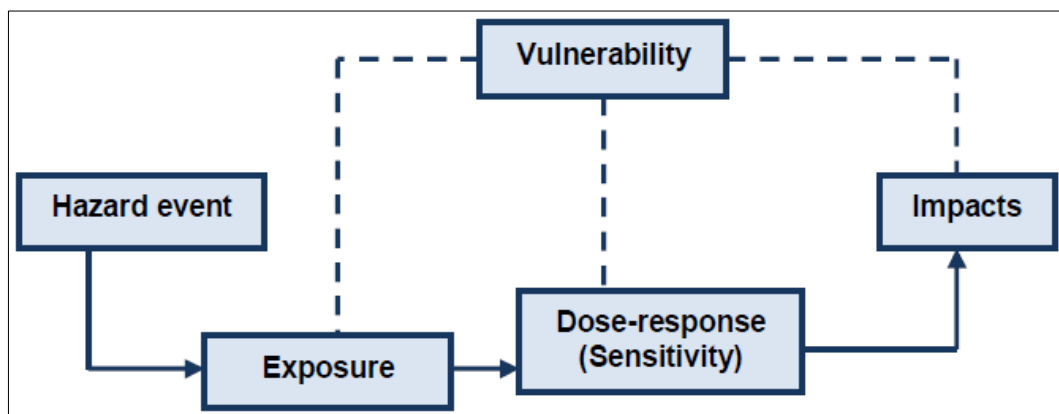 Vulnerability
Hazard event
Impacts
Exposure
Dose-response
(Sensitivity)